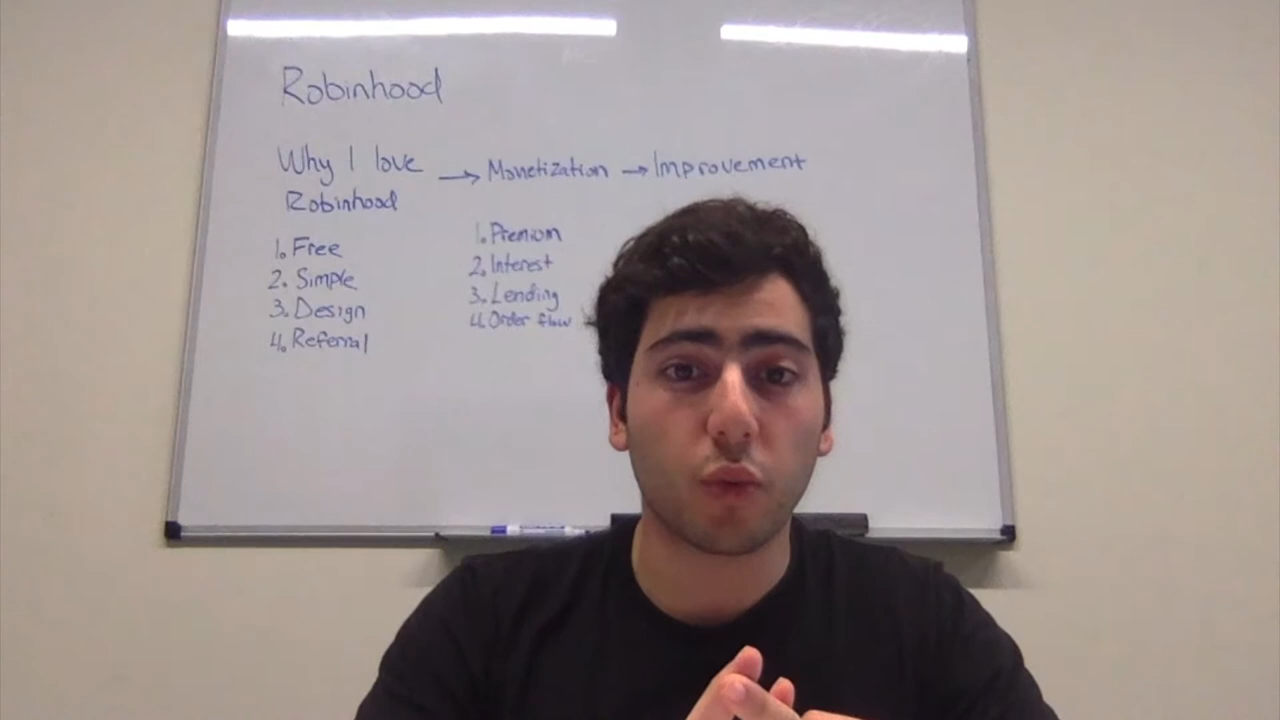 Robinhood
Why I love → Monetization → Improvement
Robinhood
1. Free
2. Simple
3. Design
4. Referral
1. Premium
2. Interest
3. Lending
4. Order flow